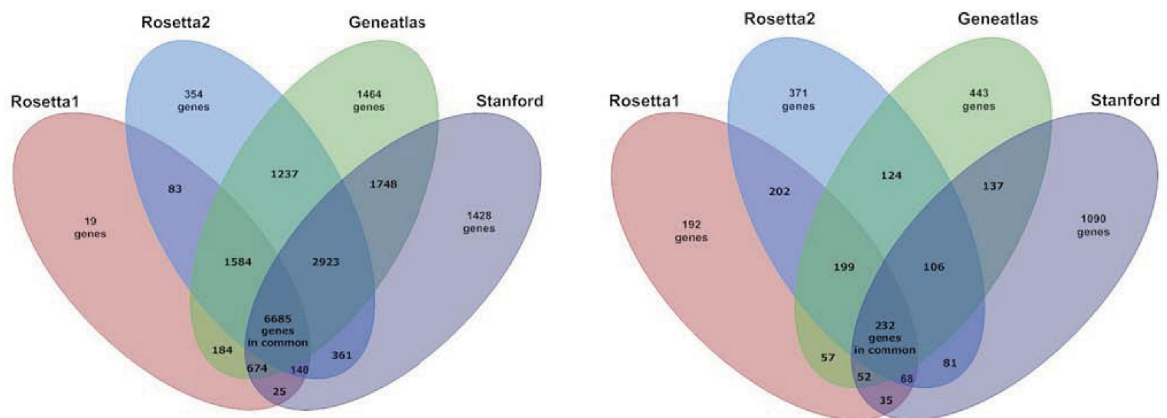 Rosetta2
Geneatlas
Rosetta1
Stanford
354
genes
1464
genes
83
1237
1748
19
genes
1428
genes
1584
2923
6685
genes
in common
184
674
140
361
25
Rosetta2
Geneatlas
Rosetta1
Stanford
371
genes
443
genes
202
124
137
192
genes
1090
genes
199
106
232
genes
in common
57
52
68
81
35